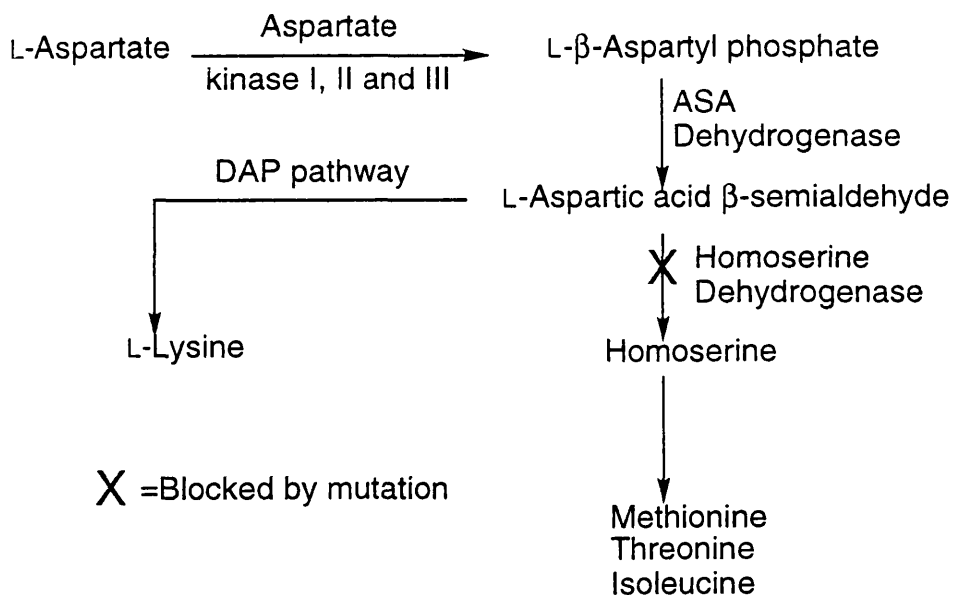 L-Aspartate
Aspartate
kinase I, II and III
L-β-Aspartyl phosphate
ASA
Dehydrogenase
DAP pathway
L-Aspartic acid β-semialdehyde
X Homoserine
Dehydrogenase
L-Lysine
Homoserine
X =Blocked by mutation
Methionine
Threonine
Isoleucine